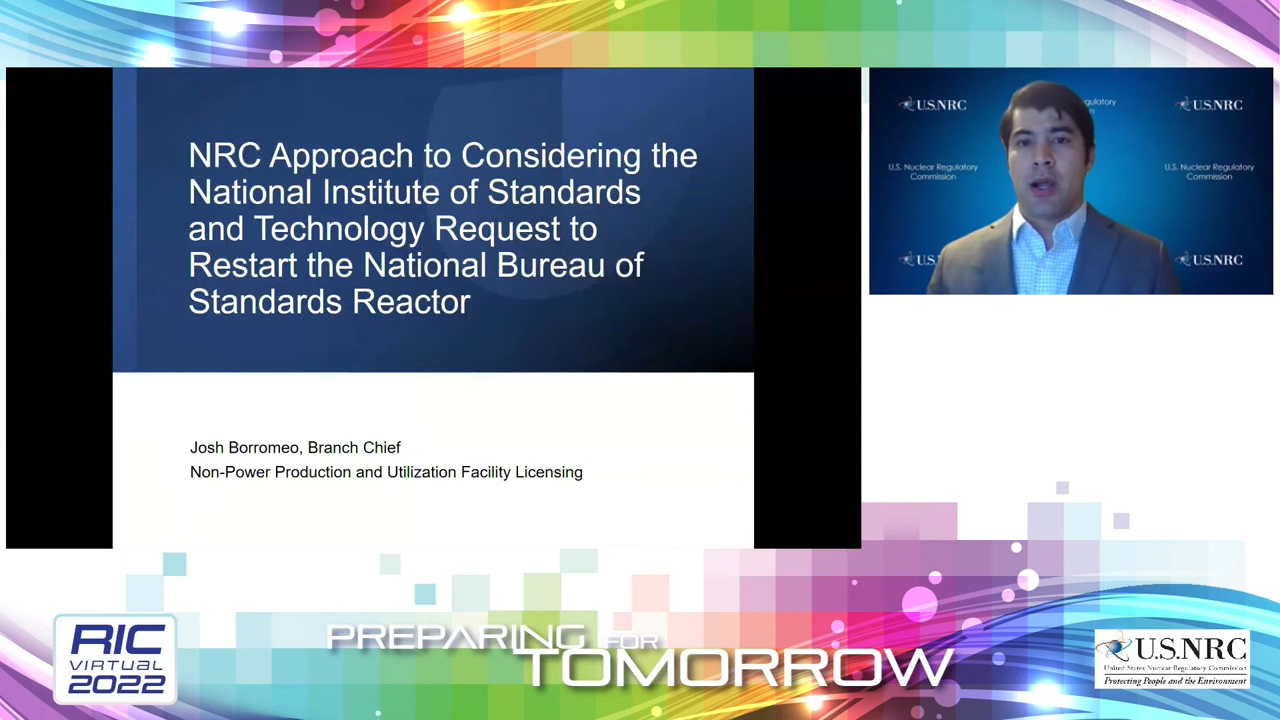 NRC Approach to Considering the
National Institute of Standards
and Technology Request to
Restart the National Bureau of
Standards Reactor
Josh Borromeo, Branch Chief
Non-Power Production and Utilization Facility Licensing
U.S.NRC
gulatory
n
U.S.NRC
U.S. Nuclear Regulatory
Commission
U.S. Nuclear Regulatory
Commission
U.S.
U.S.NRC
RIC
VIRTUAL
2022
PREPARING FOR
TOMORROW
U.S.NRC
United States Nuclear Regulatory Commission
Protecting People and the Environment